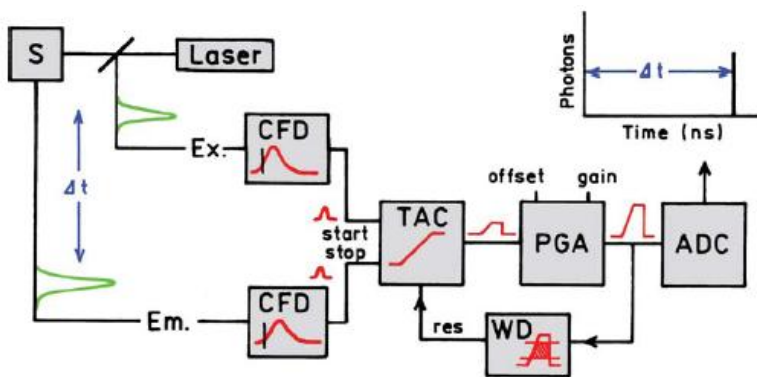 S
Laser
Photons
Δt
Time (ns)
Δt
Ex.
CFD
offset
gain
start
stop
TAC
PGA
ADC
Em.
CFD
res
WD